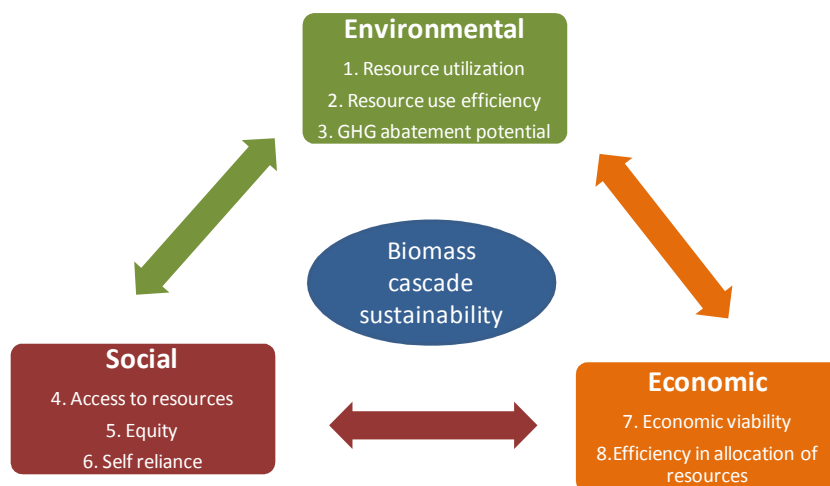 Environmental
1. Resource utilization
2. Resource use efficiency
3. GHG abatement potential
Biomass
cascade
sustainability
Social
4. Access to resources
5. Equity
6. Self reliance
Economic
7. Economic viability
8.Efficiency in allocation of
resources